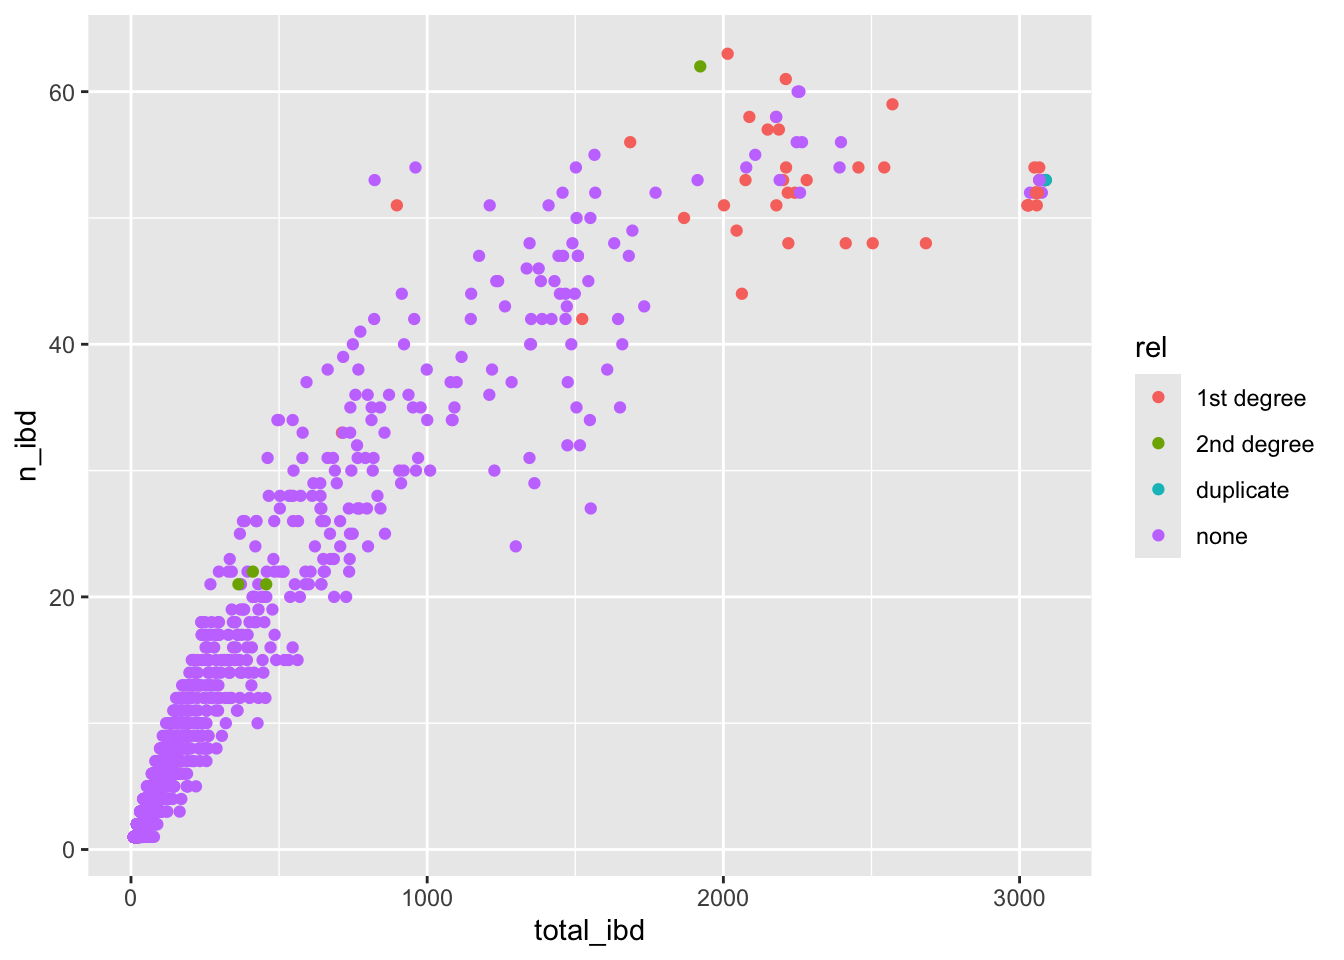 60
40
20
0
n_ibd
0 1000 2000 3000
total_ibd
rel
1st degree
2nd degree
duplicate
none